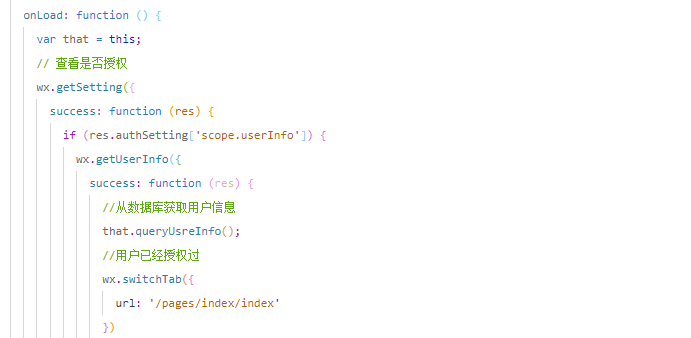 onLoad: function () {
var that = this;
// 查看是否授权
wx.getSetting({
success: function (res) {
if (res.authSetting['scope.userInfo']) {
wx.getUserInfo({
success: function (res) {
//从数据库获取用户信息
that.queryUsreInfo();
//用户已经授权过
wx.switchTab({
url: '/pages/index/index'
})